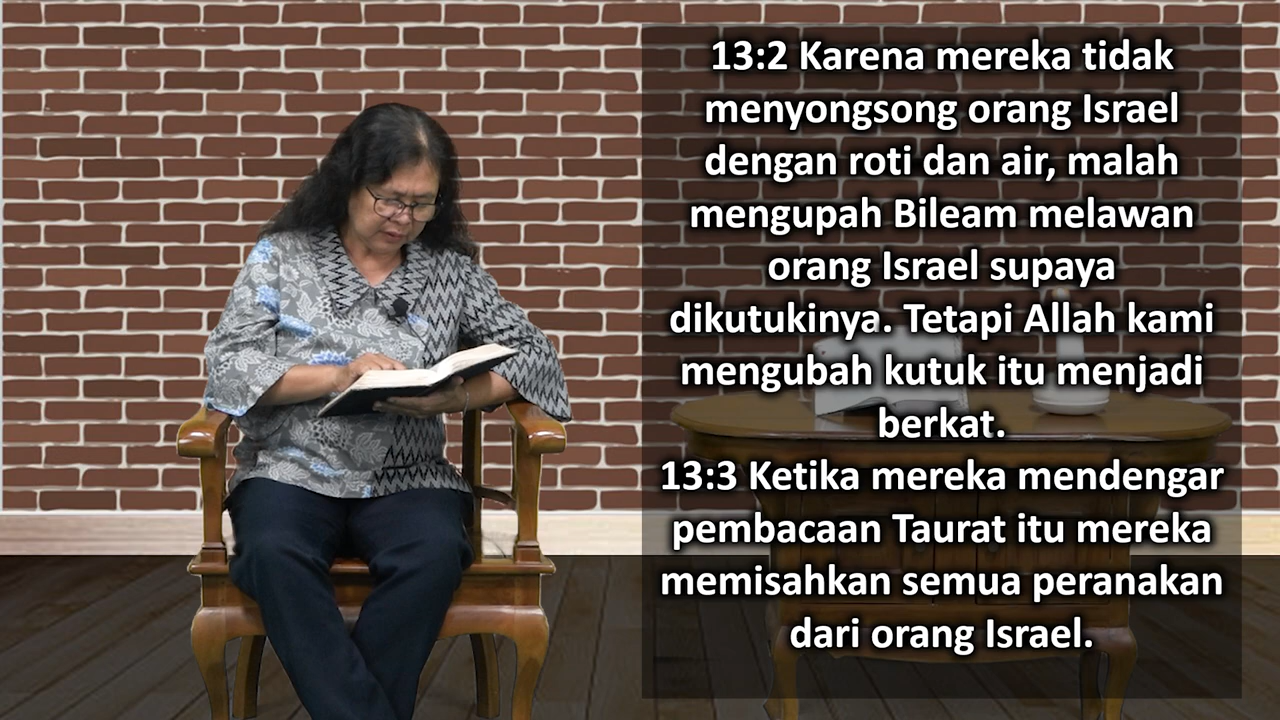 13:2 Karena mereka tidak
menyongsong orang Israel
dengan roti dan air, malah
mengupah Bileam melawan
orang Israel supaya
dikutukinya. Tetapi Allah kami
mengubah kutuk itu menjadi
berkat.
13:3 Ketika mereka mendengar
pembacaan Taurat itu mereka
memisahkan semua peranakan
dari orang Israel.